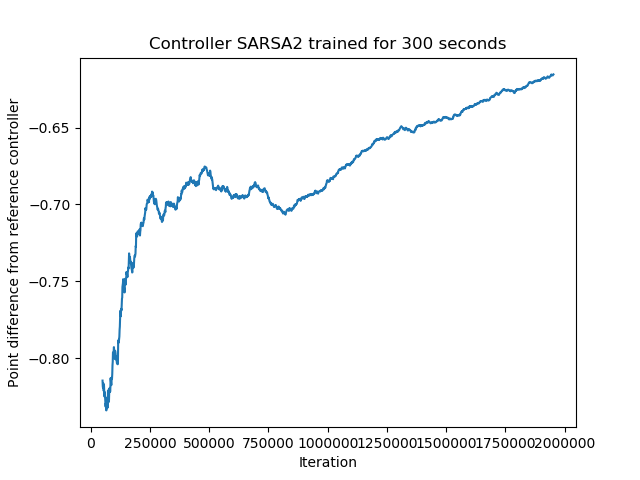 Controller SARSA2 trained for 300 seconds
Point difference from reference controller
−0.65
−0.70
−0.75
−0.80
0 250000 500000 750000 1000000 1250000 1500000 1750000 2000000
Iteration